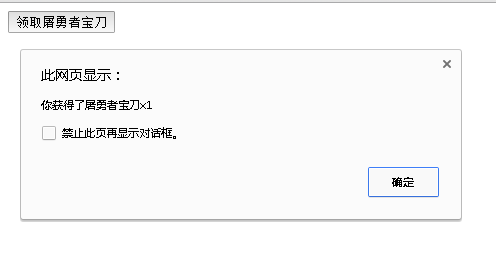 领取屠勇者宝刀
此网页显示：
你获得了屠勇者宝刀x1
禁止此页再显示对话框。
确定